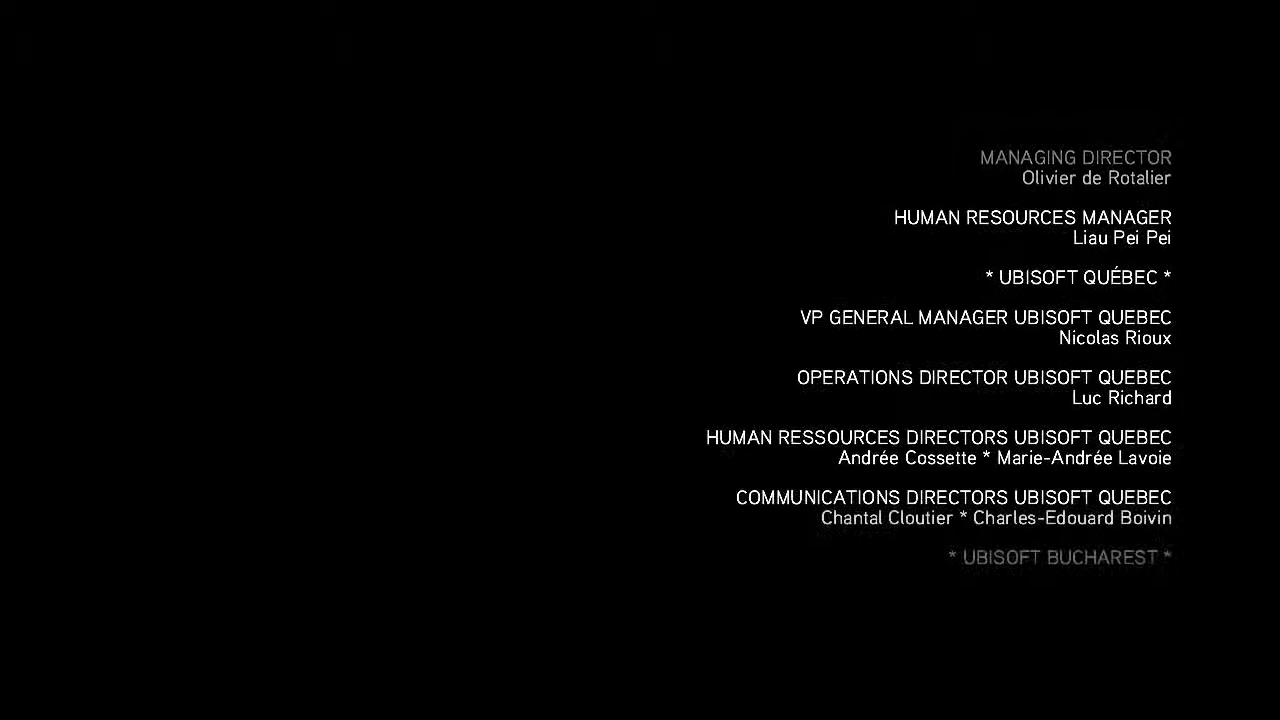 MANAGING DIRECTOR
Olivier de Rotalier
HUMAN RESOURCES MANAGER
Liau Pei Pei
* UBISOFT QUÉBEC *
VP GENERAL MANAGER UBISOFT QUEBEC
Nicolas Rioux
OPERATIONS DIRECTOR UBISOFT QUEBEC
Luc Richard
HUMAN RESSOURCES DIRECTORS UBISOFT QUEBEC
Andrée Cossette * Marie-Andrée Lavoie
COMMUNICATIONS DIRECTORS UBISOFT QUEBEC
Chantal Cloutier * Charles-Edouard Boivin
* UBISOFT BUCHAREST *